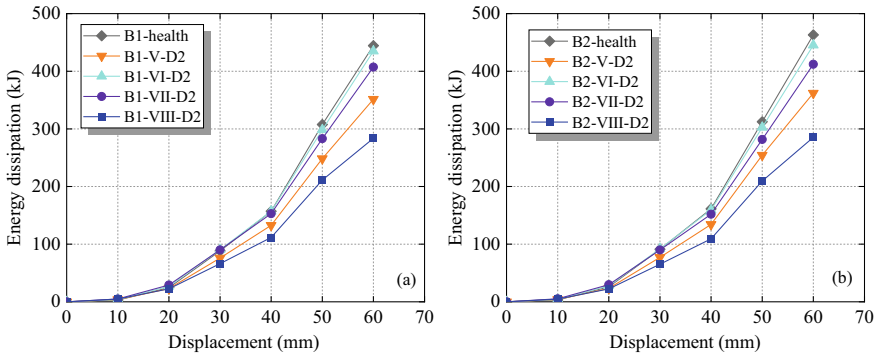 500
400
300
200
100
0
Energy dissipation (kJ)
B1-health
B1-V-D2
B1-VI-D2
B1-VII-D2
B1-VIII-D2
(a)
0 10 20 30 40 50 60 70
Displacement (mm)
500
400
300
200
100
0
Energy dissipation (kJ)
B2-health
B2-V-D2
B2-VI-D2
B2-VII-D2
B2-VIII-D2
(b)
0 10 20 30 40 50 60 70
Displacement (mm)